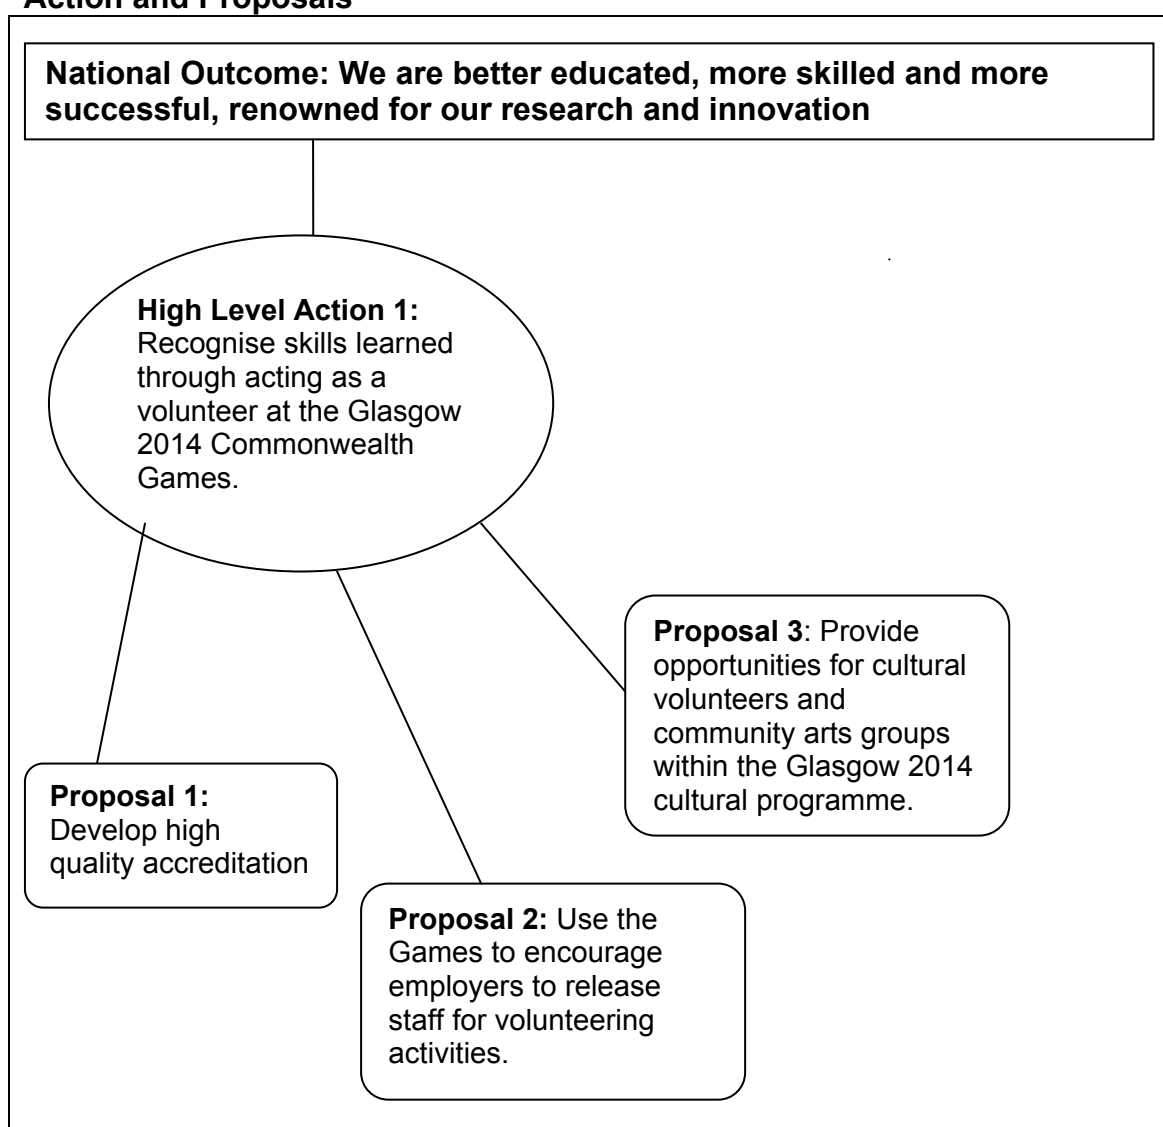 Action and Proposals
National Outcome: We are better educated, more skilled and more
successful, renowned for our research and innovation
High Level Action 1:
Recognise skills learned
through acting as a
volunteer at the Glasgow
2014 Commonwealth
Games.
Proposal 3: Provide
opportunities for cultural
volunteers and
community arts groups
within the Glasgow 2014
cultural programme.
Proposal 1:
Develop high
quality accreditation
Proposal 2: Use the
Games to encourage
employers to release
staff for volunteering
activities.